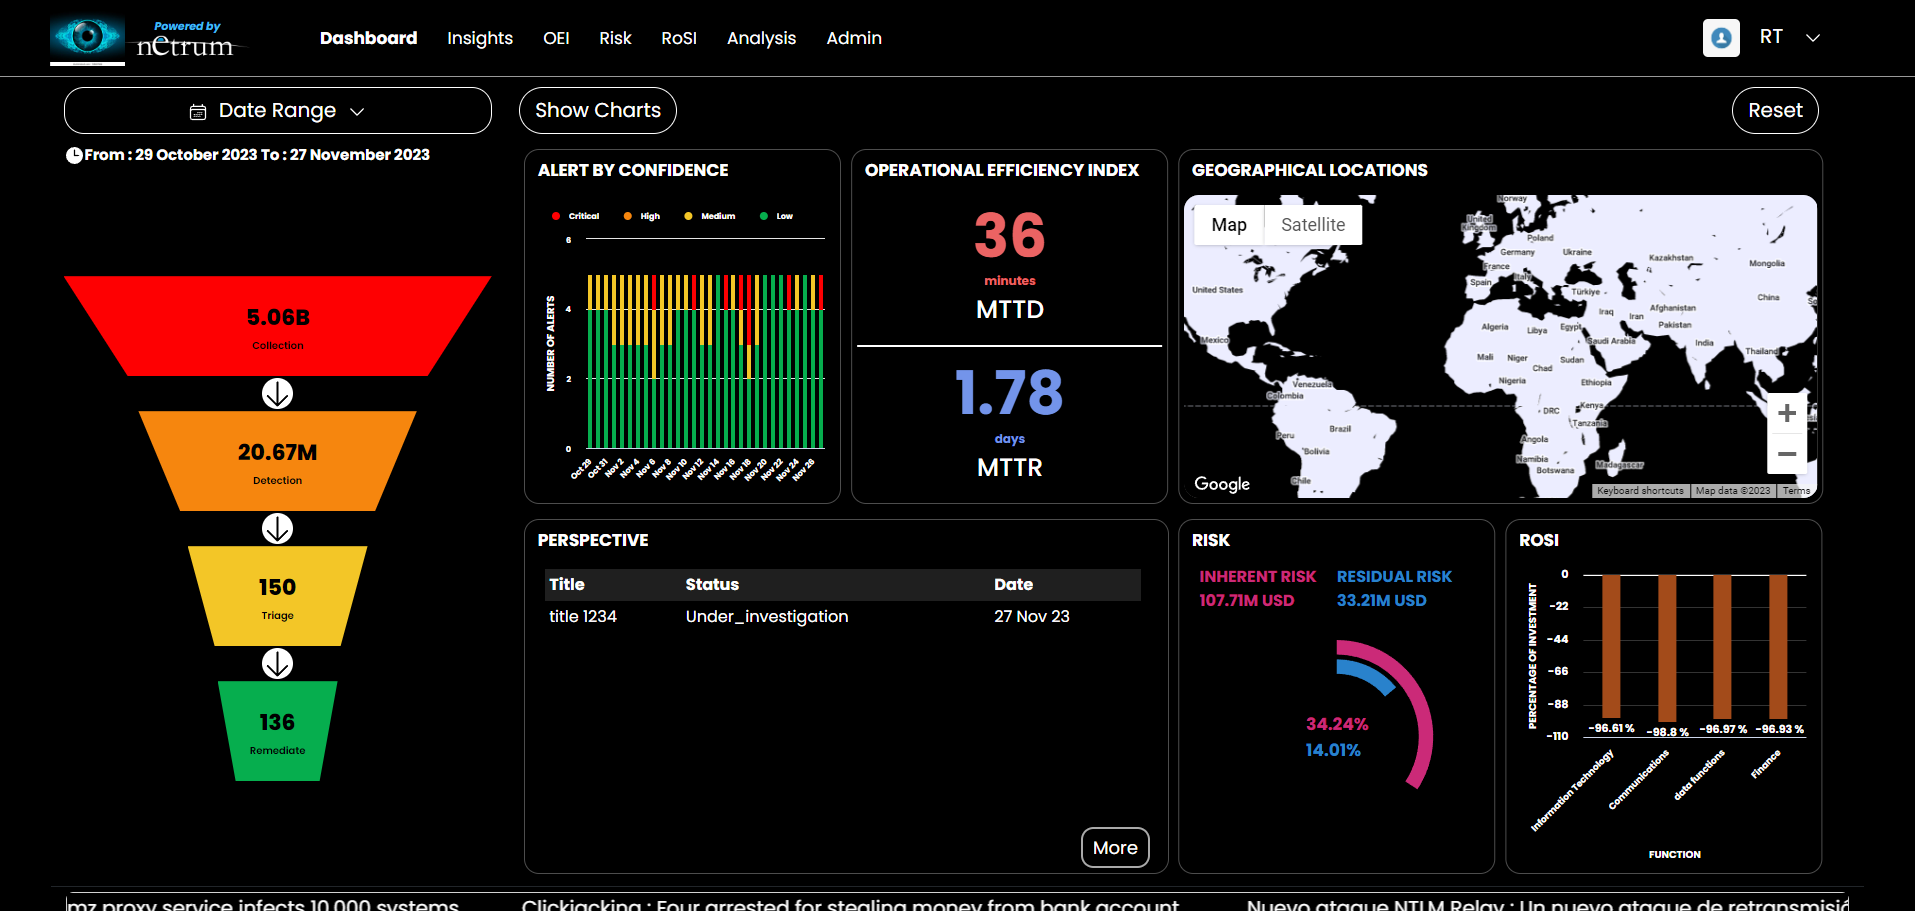 Powered by
netrum
Dashboard Insights OEI Risk RoSI Analysis Admin
RT
Date Range
Show Charts
Reset
From : 29 October 2023 To : 27 November 2023
5.06B
Collection
20.67M
Detection
150
Triage
136
Remediate
ALERT BY CONFIDENCE
Critical High Medium Low
NUMBER OF ALERTS
6
4
2
0
Oct 29 Oct 31 Nov 2 Nov 4 Nov 6 Nov 8 Nov 10 Nov 12 Nov 14 Nov 16 Nov 18 Nov 20 Nov 22 Nov 24 Nov 26
OPERATIONAL EFFICIENCY INDEX
36
minutes
MTTD
1.78
days
MTTR
GEOGRAPHICAL LOCATIONS
Map Satellite
Norway
United
Kingdom
Poland
Germany
Ukraine
Kazakhstan
Mongolia
France
Italy
Spain
Türkiye
China
United States
Afghanistan
Iraq
Iran
Pakistan
Algeria
Libya
Egypt
Saudi Arabia
India
Mexico
Mali
Niger
Sudan
Thailand
Chad
Nigeria
Ethiopia
Venezuela
Colombia
DRC
Kenya
Tanzania
Peru
Brazil
Angola
Bolivia
Namibia
Madagascar
Botswana
Chile
Google
Keyboard shortcuts Map data ©2023 Terms
PERSPECTIVE
Title Status Date
title 1234 Under_investigation 27 Nov 23
More
RISK
INHERENT RISK RESIDUAL RISK
107.71M USD 33.21M USD
34.24%
14.01%
ROSI
PERCENTAGE OF INVESTMENT
0
-22
-44
-66
-88
-110
-96.61 % -98.8 % -96.97 % -96.93 %
Information Technology Communications data functions Finance
FUNCTION
mz proxy service infects 10,000 systems Clickjacking : Four arrested for stealing money from bank account Nuevo ataque NTLM Relay : Un nuevo ataque de retransmisió